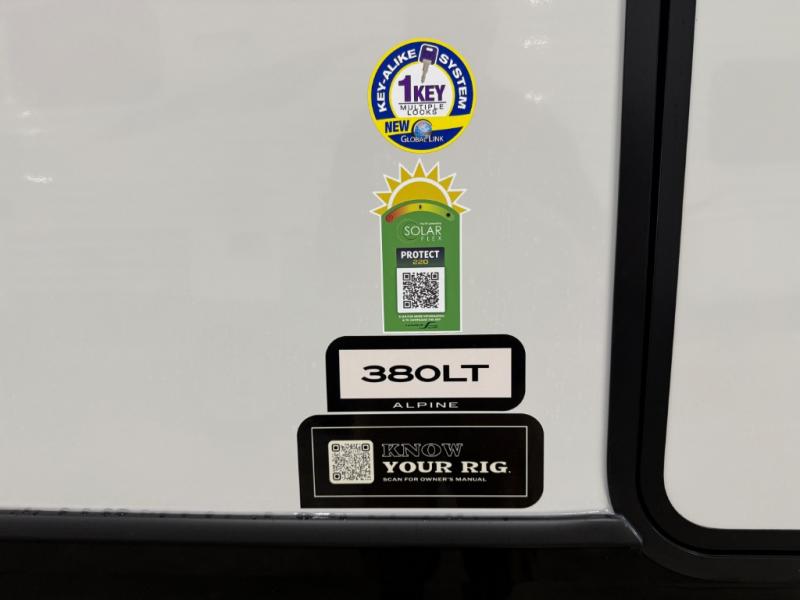 KEY-ALIKE SYSTEM
1KEY
MULTIPLE
LOCKS
NEW
GLOBAL LINK
SOLAR
FLEX
PROTECT
220
380LT
ALPINE
KNOW
YOUR RIG.
SCAN FOR OWNER'S MANUAL